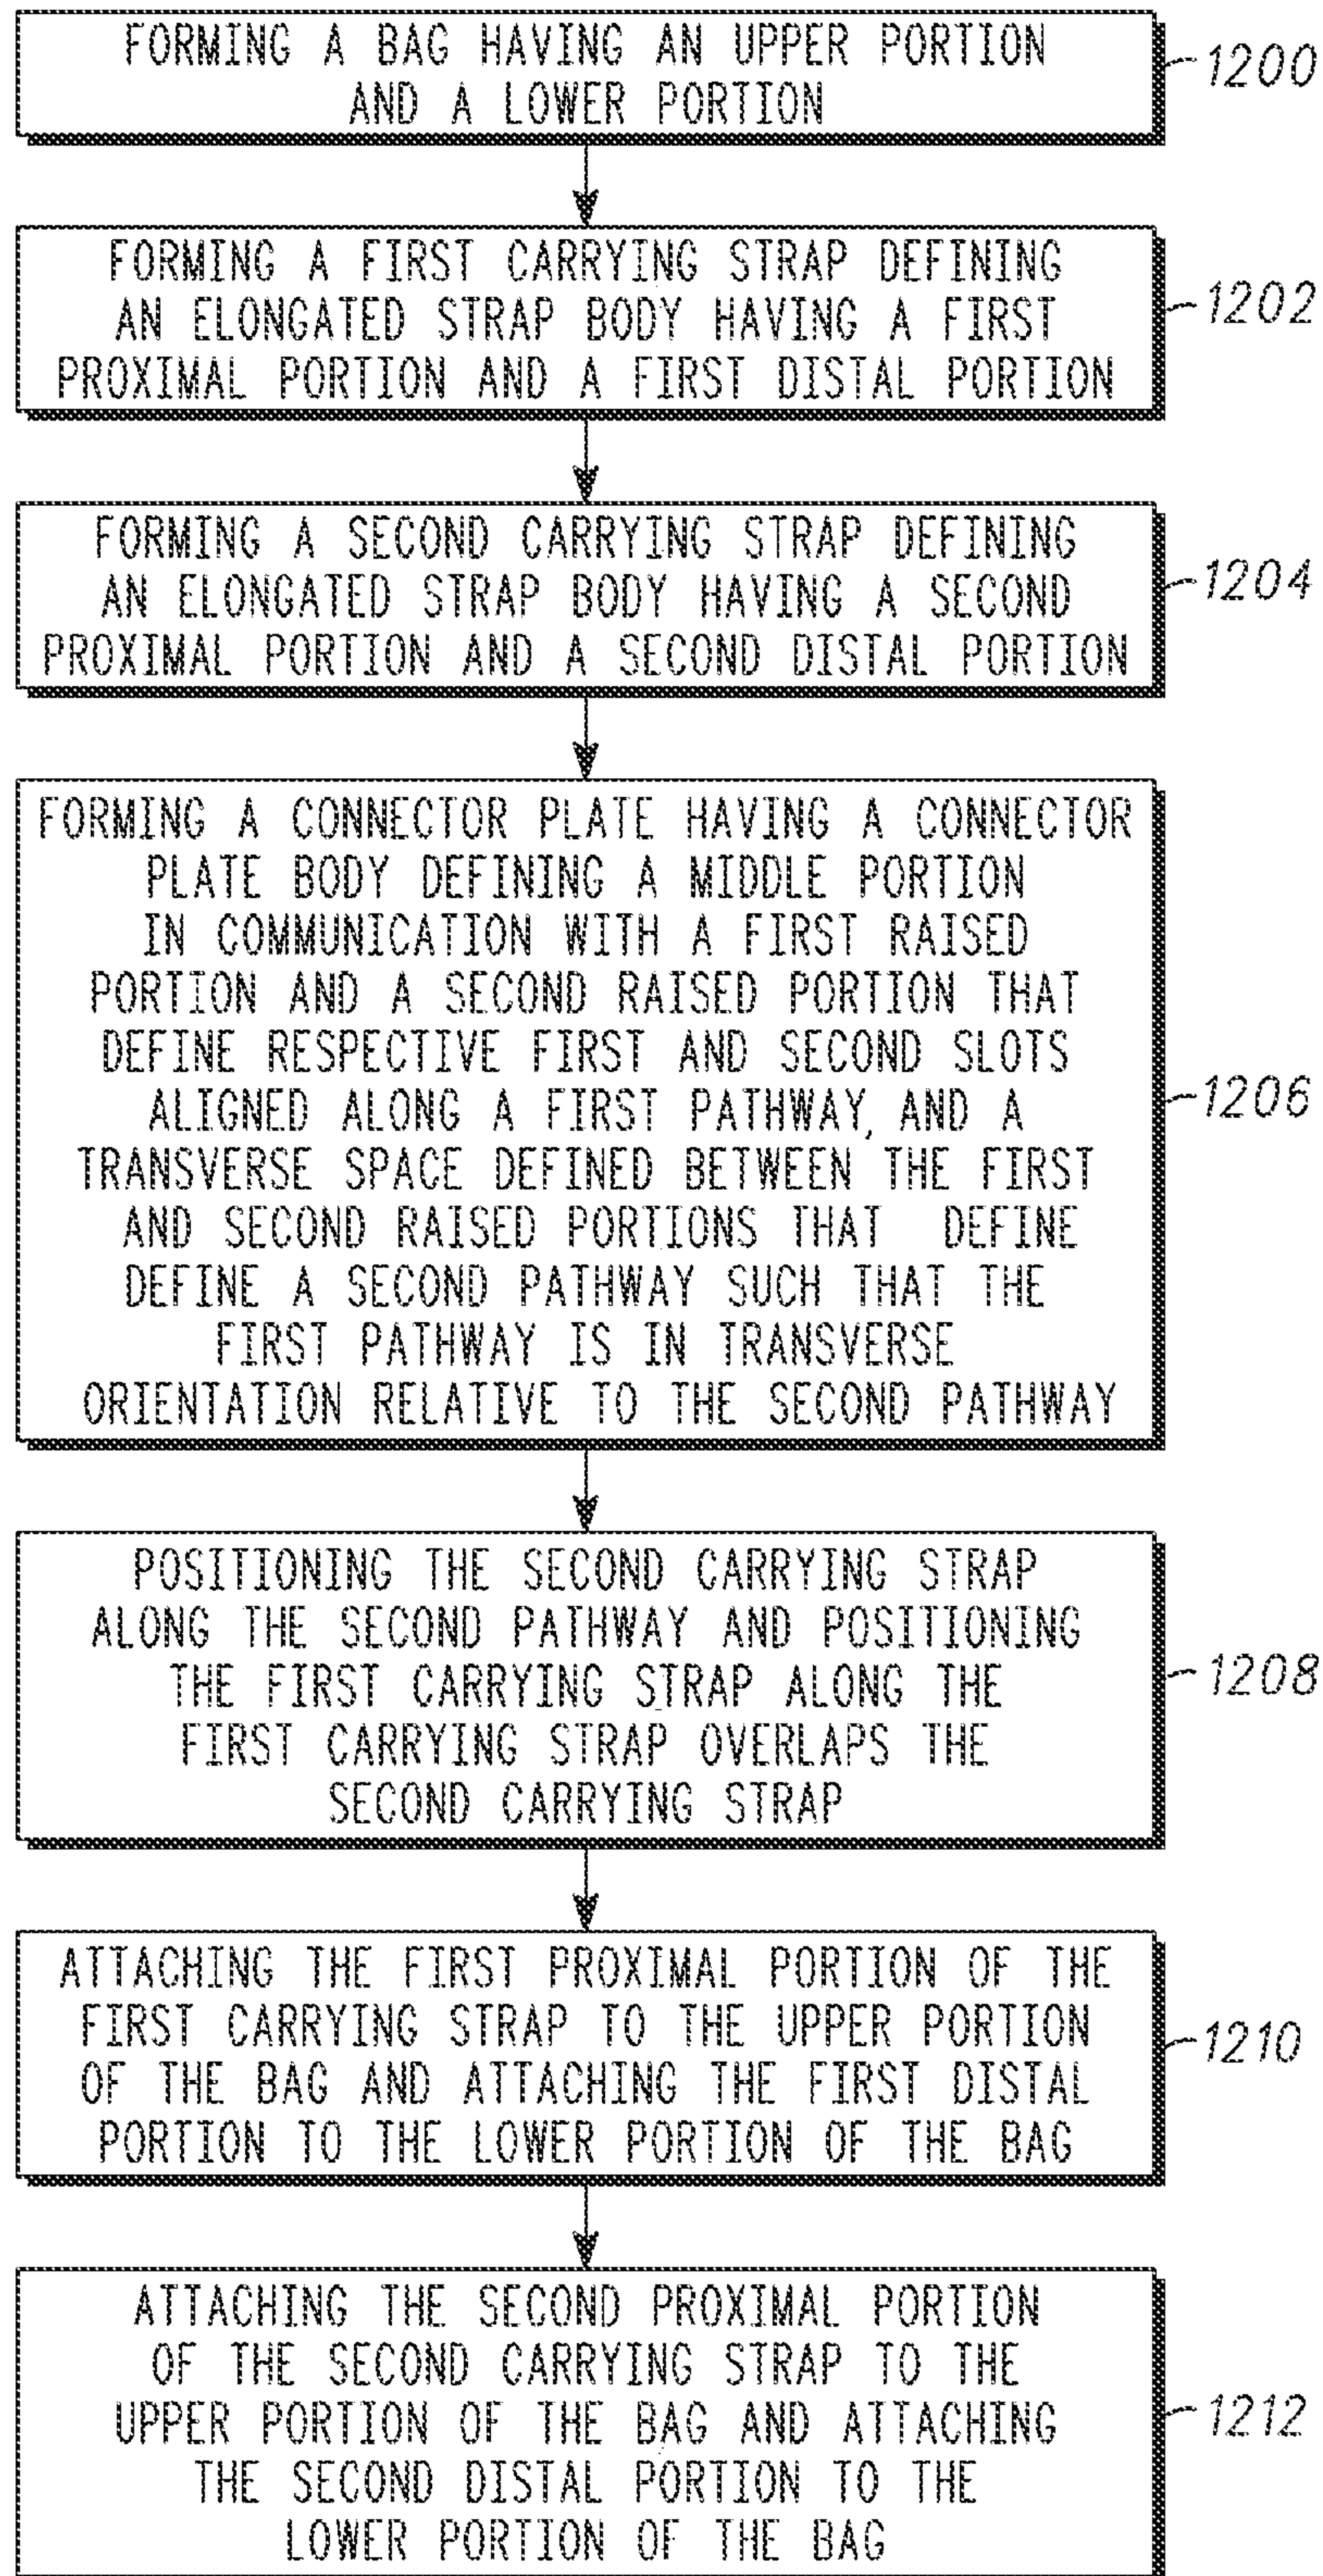 FORMING A BAG HAVING AN UPPER PORTION
AND A LOWER PORTION
1200
FORMING A FIRST CARRYING STRAP DEFINING
AN ELONGATED STRAP BODY HAVING A FIRST
PROXIMAL PORTION AND A FIRST DISTAL PORTION
1202
FORMING A SECOND CARRYING STRAP DEFINING
AN ELONGATED STRAP BODY HAVING A SECOND
PROXIMAL PORTION AND A SECOND DISTAL PORTION
1204
FORMING A CONNECTOR PLATE HAVING A CONNECTOR
PLATE BODY DEFINING A MIDDLE PORTION
IN COMMUNICATION WITH A FIRST RAISED
PORTION AND A SECOND RAISED PORTION THAT
DEFINE RESPECTIVE FIRST AND SECOND SLOTS
ALIGNED ALONG A FIRST PATHWAY, AND A
TRANSVERSE SPACE DEFINED BETWEEN THE FIRST
AND SECOND RAISED PORTIONS THAT DEFINE
DEFINE A SECOND PATHWAY SUCH THAT THE
FIRST PATHWAY IS IN TRANSVERSE
ORIENTATION RELATIVE TO THE SECOND PATHWAY
1206
POSITIONING THE SECOND CARRYING STRAP
ALONG THE SECOND PATHWAY AND POSITIONING
THE FIRST CARRYING STRAP ALONG THE
FIRST CARRYING STRAP OVERLAPS THE
SECOND CARRYING STRAP
1208
ATTACHING THE FIRST PROXIMAL PORTION OF THE
FIRST CARRYING STRAP TO THE UPPER PORTION
OF THE BAG AND ATTACHING THE FIRST DISTAL
PORTION TO THE LOWER PORTION OF THE BAG
1210
ATTACHING THE SECOND PROXIMAL PORTION
OF THE SECOND CARRYING STRAP TO THE
UPPER PORTION OF THE BAG AND ATTACHING
THE SECOND DISTAL PORTION TO THE
LOWER PORTION OF THE BAG
1212